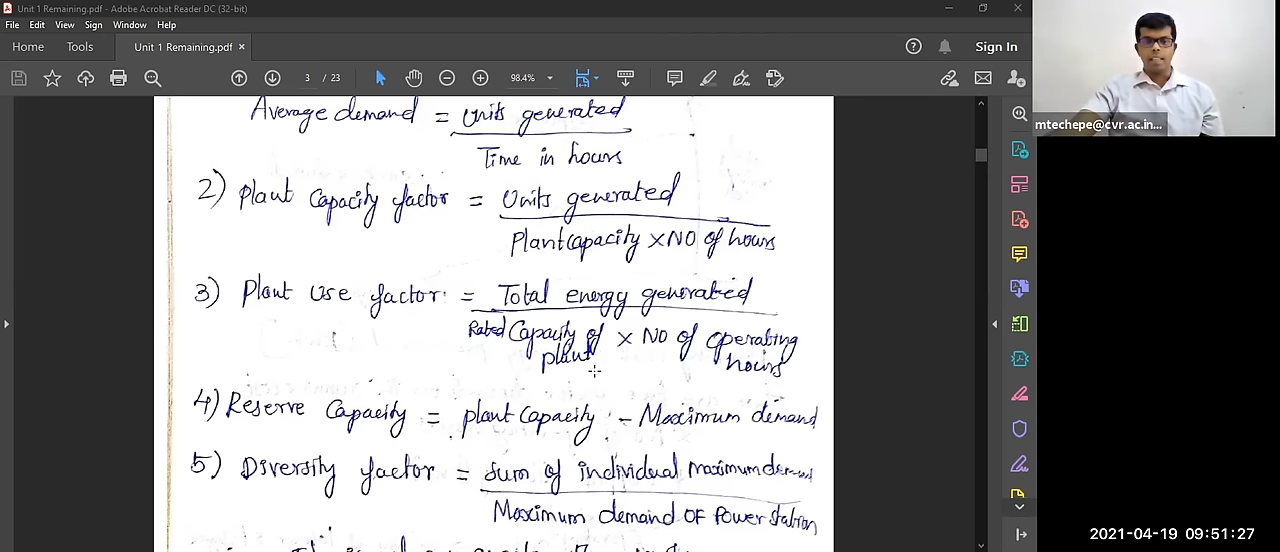 Unit 1 Remaining.pdf - Adobe Acrobat Reader DC (32-bit)
File Edit View Sign Window Help
Home Tools Unit 1 Remaining.pdf × Sign In
3 / 23 98.4%
Average demand = Units generated
Time in hours
2) Plant Capacity factor = Units generated
Plant capacity × NO of hours
3) Plant Use factor = Total energy generated
Rated Capacity of plant × NO of operating hours
4) Reserve Capacity = plant Capacity - Maximum demand
5) Diversity factor = Sum of individual maximum demand
Maximum demand OF Power station
mtechepe@cvr.ac.in...
2021-04-19 09:51:27